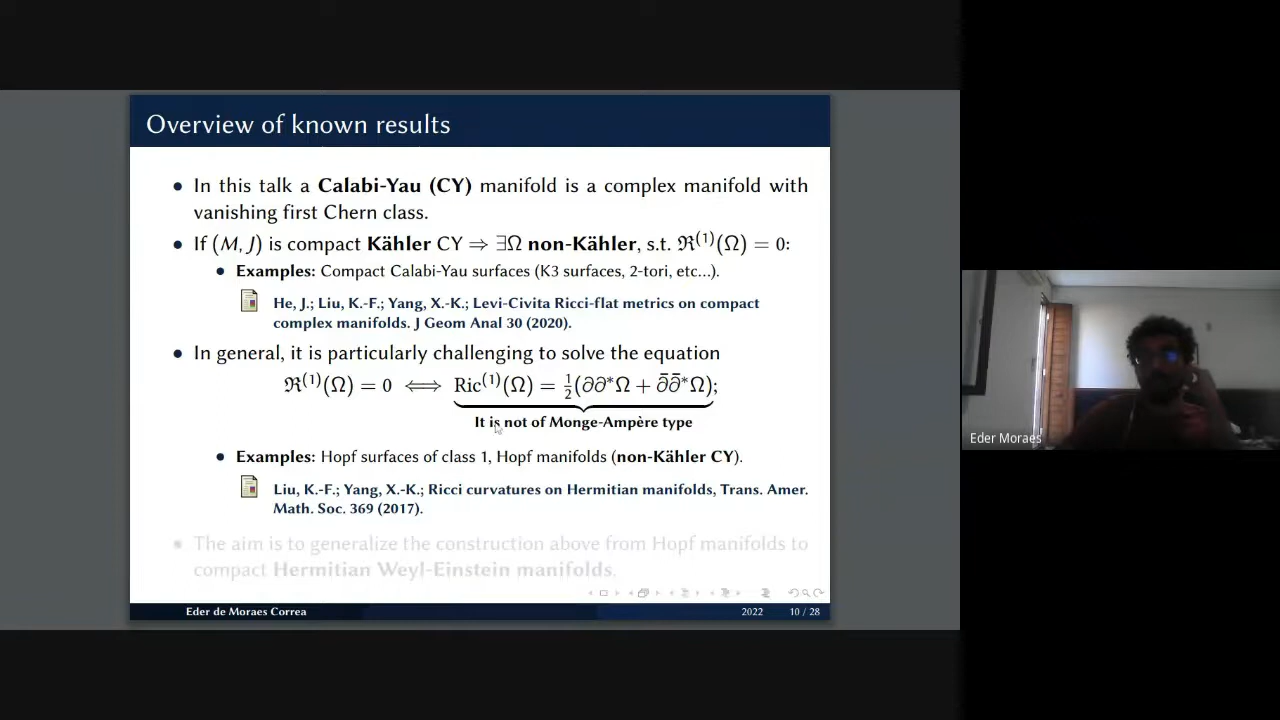 Overview of known results
• In this talk a Calabi-Yau (CY) manifold is a complex manifold with
vanishing first Chern class.
• If (M, J) is compact Kähler CY ⇒ ∃Ω non-Kähler, s.t. ℜ⁽¹⁾(Ω) = 0:
• Examples: Compact Calabi-Yau surfaces (K3 surfaces, 2-tori, etc...).
He, J.; Liu, K.-F.; Yang, X.-K.; Levi-Civita Ricci-flat metrics on compact
complex manifolds. J Geom Anal 30 (2020).
• In general, it is particularly challenging to solve the equation
ℜ⁽¹⁾(Ω) = 0 ⟺ Ric⁽¹⁾(Ω) = ½(∂∂*Ω + ∂̄∂̄*Ω);
It is not of Monge-Ampère type
• Examples: Hopf surfaces of class 1, Hopf manifolds (non-Kähler CY).
Liu, K.-F.; Yang, X.-K.; Ricci curvatures on Hermitian manifolds, Trans. Amer.
Math. Soc. 369 (2017).
• The aim is to generalize the construction above from Hopf manifolds to
compact Hermitian Weyl-Einstein manifolds.
Eder de Moraes Correa 2022 10 / 28
Eder Moraes